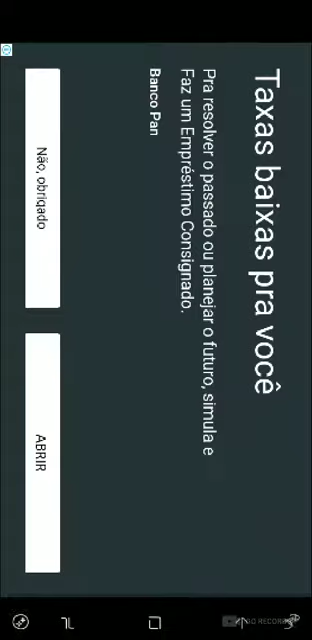 Taxas baixas pra você
Pra resolver o passado ou planejar o futuro, simula e
Faz um Empréstimo Consignado.
Banco Pan
Não, obrigado
ABRIR